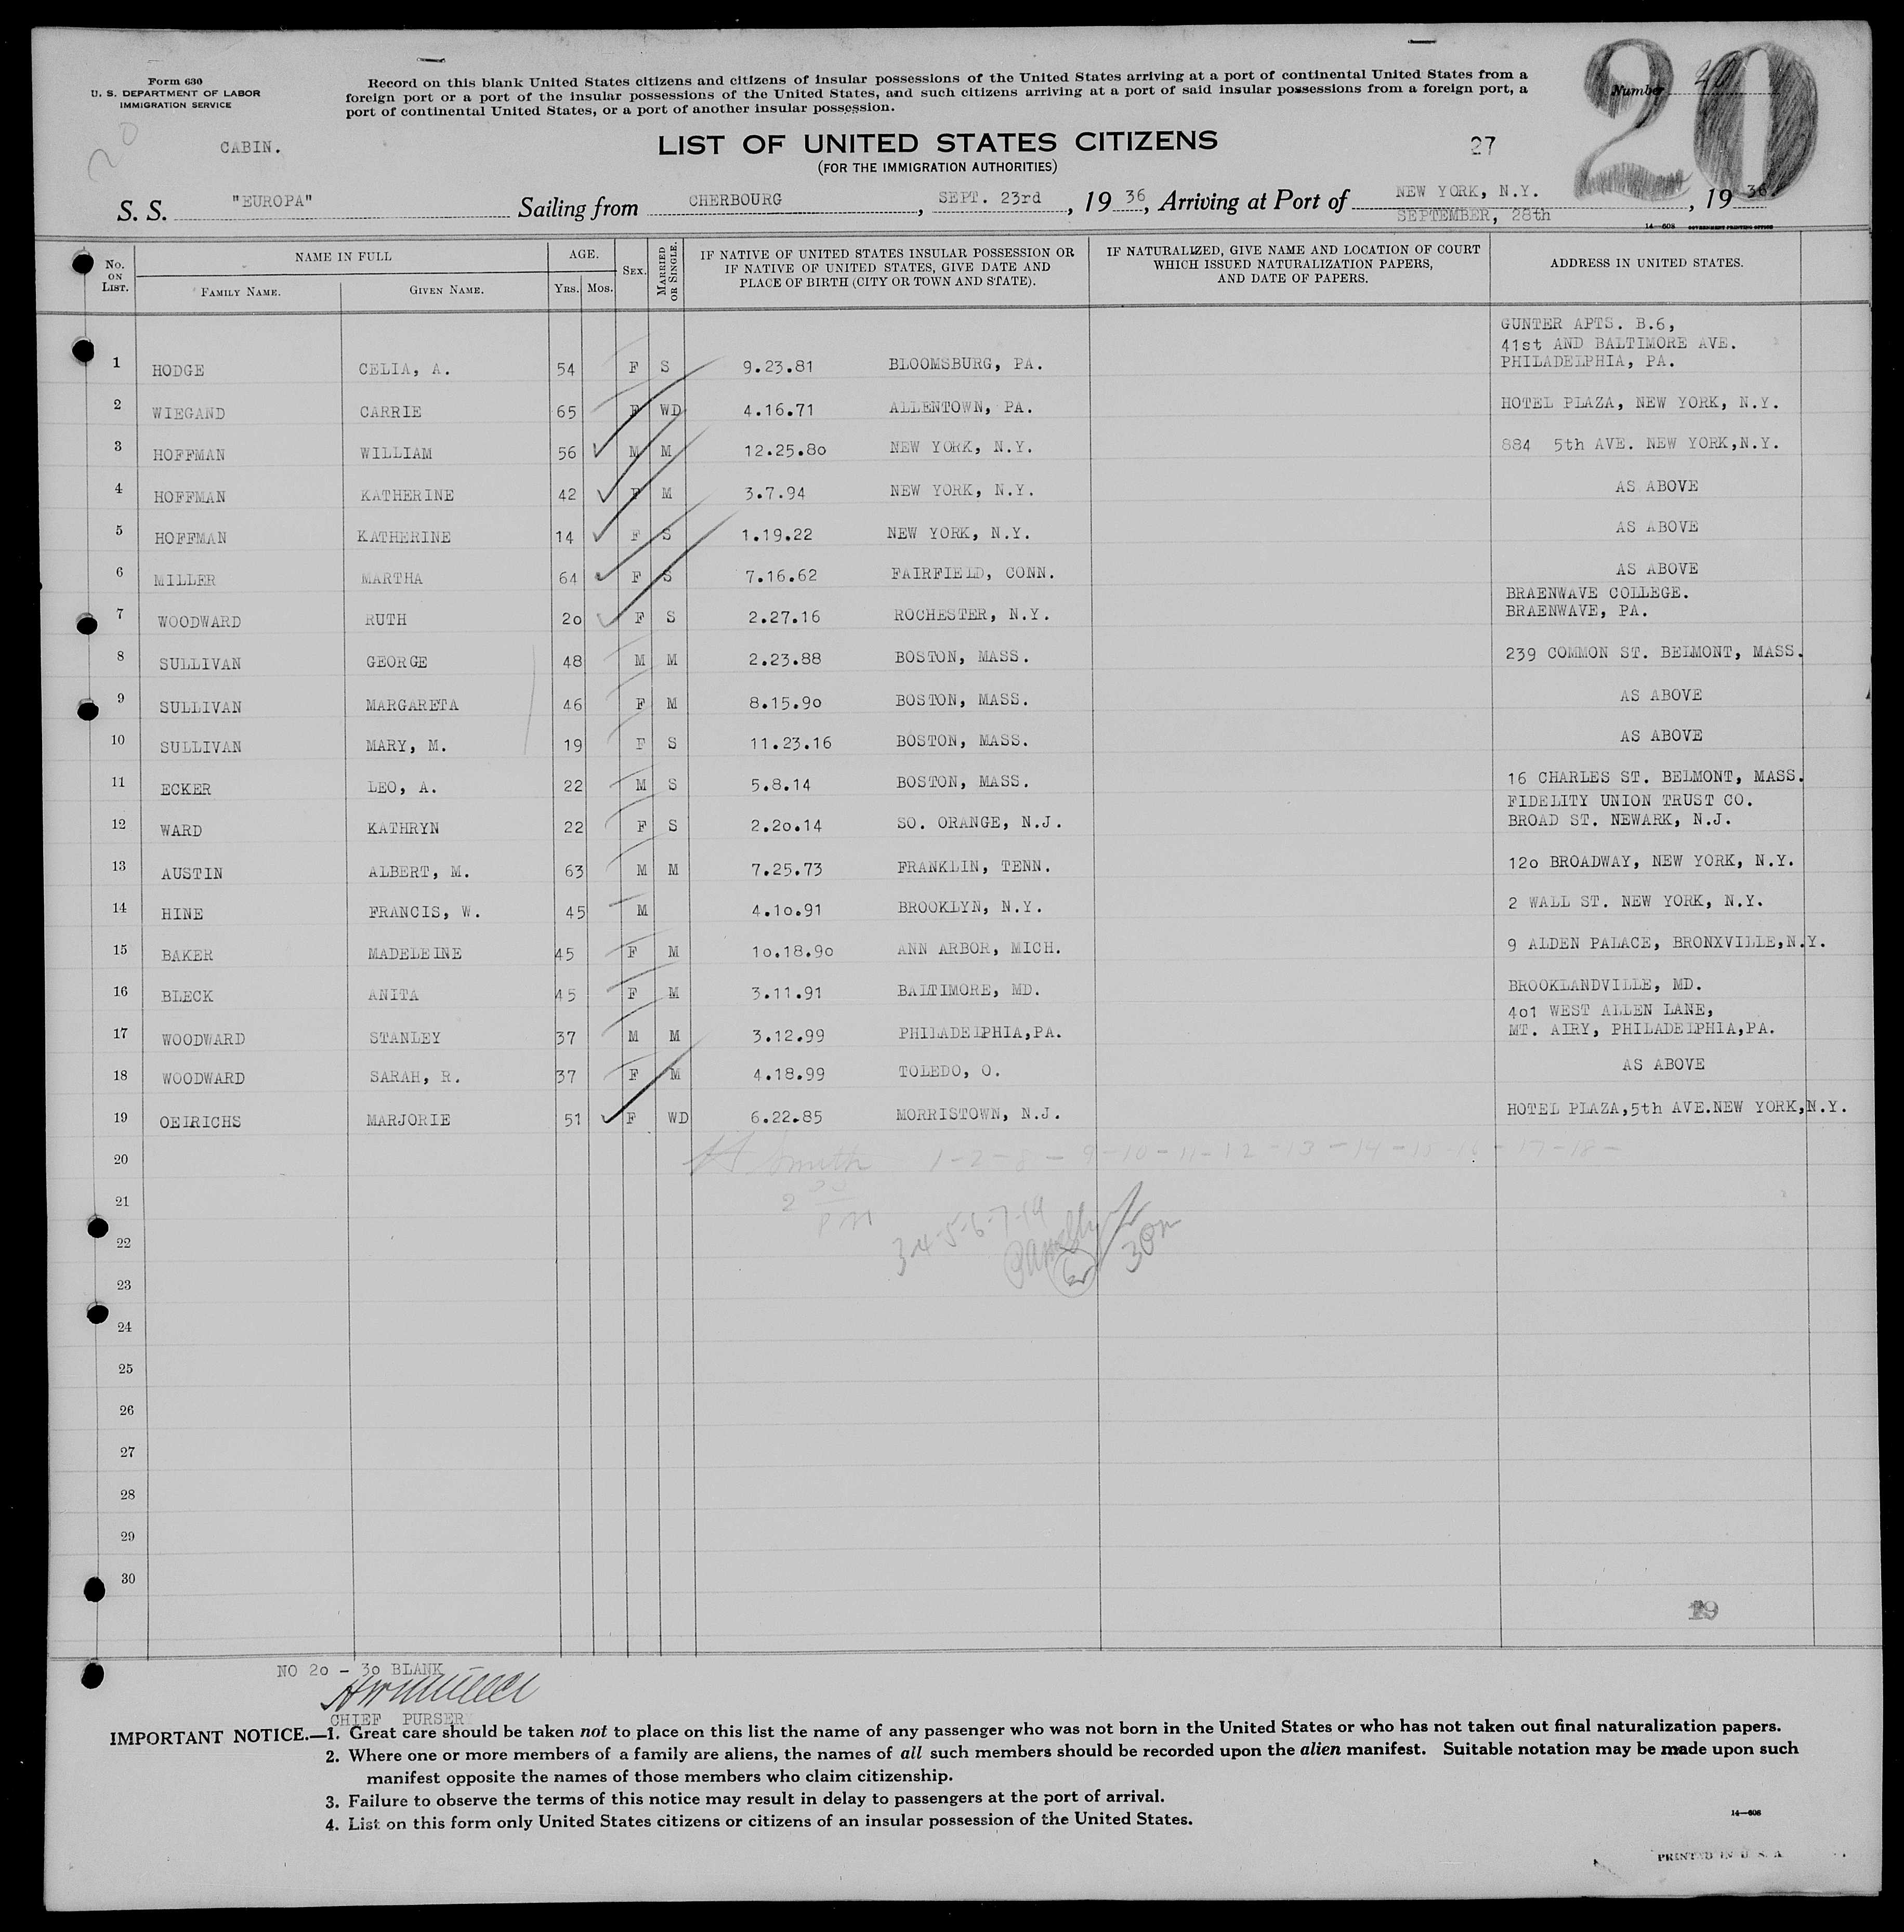 Form 630
U. S. DEPARTMENT OF LABOR
IMMIGRATION SERVICE
Record on this blank United States citizens and citizens of insular possessions of the United States arriving at a port of continental United States from a
foreign port or a port of the insular possessions of the United States, and such citizens arriving at a port of said insular possessions from a foreign port, a
port of continental United States, or a port of another insular possession.
20
Number 20
20
CABIN.
LIST OF UNITED STATES CITIZENS
27
(FOR THE IMMIGRATION AUTHORITIES)
S. S. "EUROPA" Sailing from CHERBOURG, SEPT. 23rd, 19 36, Arriving at Port of NEW YORK, N.Y. SEPTEMBER, 28th, 19 36
14—608 GOVERNMENT PRINTING OFFICE
No. ON LIST. NAME IN FULL FAMILY NAME. GIVEN NAME. AGE. YRS. MOS. SEX. MARRIED OR SINGLE. IF NATIVE OF UNITED STATES INSULAR POSSESSION OR IF NATIVE OF UNITED STATES, GIVE DATE AND PLACE OF BIRTH (CITY OR TOWN AND STATE). IF NATURALIZED, GIVE NAME AND LOCATION OF COURT WHICH ISSUED NATURALIZATION PAPERS, AND DATE OF PAPERS. ADDRESS IN UNITED STATES.
GUNTER APTS. B.6,
41st AND BALTIMORE AVE.
1 HODGE CELIA, A. 54 F S 9.23.81 BLOOMSBURG, PA. PHILADELPHIA, PA.
2 WIEGAND CARRIE 65 F WD 4.16.71 ALLENTOWN, PA. HOTEL PLAZA, NEW YORK, N.Y.
3 HOFFMAN WILLIAM 56 M M 12.25.80 NEW YORK, N.Y. 884 5th AVE. NEW YORK,N.Y.
4 HOFFMAN KATHERINE 42 F M 3.7.94 NEW YORK, N.Y. AS ABOVE
5 HOFFMAN KATHERINE 14 F S 1.19.22 NEW YORK, N.Y. AS ABOVE
6 MILLER MARTHA 64 F S 7.16.62 FAIRFIELD, CONN. AS ABOVE
BRAENWAVE COLLEGE.
7 WOODWARD RUTH 20 F S 2.27.16 ROCHESTER, N.Y. BRAENWAVE, PA.
8 SULLIVAN GEORGE 48 M M 2.23.88 BOSTON, MASS. 239 COMMON ST. BELMONT, MASS.
9 SULLIVAN MARGARETA 46 F M 8.15.90 BOSTON, MASS. AS ABOVE
10 SULLIVAN MARY, M. 19 F S 11.23.16 BOSTON, MASS. AS ABOVE
11 ECKER LEO, A. 22 M S 5.8.14 BOSTON, MASS. 16 CHARLES ST. BELMONT, MASS.
FIDELITY UNION TRUST CO.
12 WARD KATHRYN 22 F S 2.20.14 SO. ORANGE, N.J. BROAD ST. NEWARK, N.J.
13 AUSTIN ALBERT, M. 63 M M 7.25.73 FRANKLIN, TENN. 120 BROADWAY, NEW YORK, N.Y.
14 HINE FRANCIS, W. 45 M 4.10.91 BROOKLYN, N.Y. 2 WALL ST. NEW YORK, N.Y.
15 BAKER MADELEINE 45 F M 10.18.90 ANN ARBOR, MICH. 9 ALDEN PALACE, BRONXVILLE,N.Y.
16 BLECK ANITA 45 F M 3.11.91 BALTIMORE, MD. BROOKLANDVILLE, MD.
401 WEST ALLEN LANE,
17 WOODWARD STANLEY 37 M M 3.12.99 PHILADELPHIA,PA. MT. AIRY, PHILADELPHIA,PA.
18 WOODWARD SARAH, R. 37 F M 4.18.99 TOLEDO, O. AS ABOVE
19 OEIRICHS MARJORIE 51 F WD 6.22.85 MORRISTOWN, N.J. HOTEL PLAZA,5th AVE.NEW YORK,N.Y.
20 Smith 1-2-8-9-10-11-12-13-14-15-16-17-18-
21 2 PM
22 3-4-5-6-7-19
23
24
25
26
27
28
29
30
19
NO 20 - 30 BLANK
CHIEF PURSER
IMPORTANT NOTICE.—1. Great care should be taken not to place on this list the name of any passenger who was not born in the United States or who has not taken out final naturalization papers.
2. Where one or more members of a family are aliens, the names of all such members should be recorded upon the alien manifest. Suitable notation may be made upon such
manifest opposite the names of those members who claim citizenship.
3. Failure to observe the terms of this notice may result in delay to passengers at the port of arrival.
4. List on this form only United States citizens or citizens of an insular possession of the United States.
14—608
PRINTED IN U. S. A.